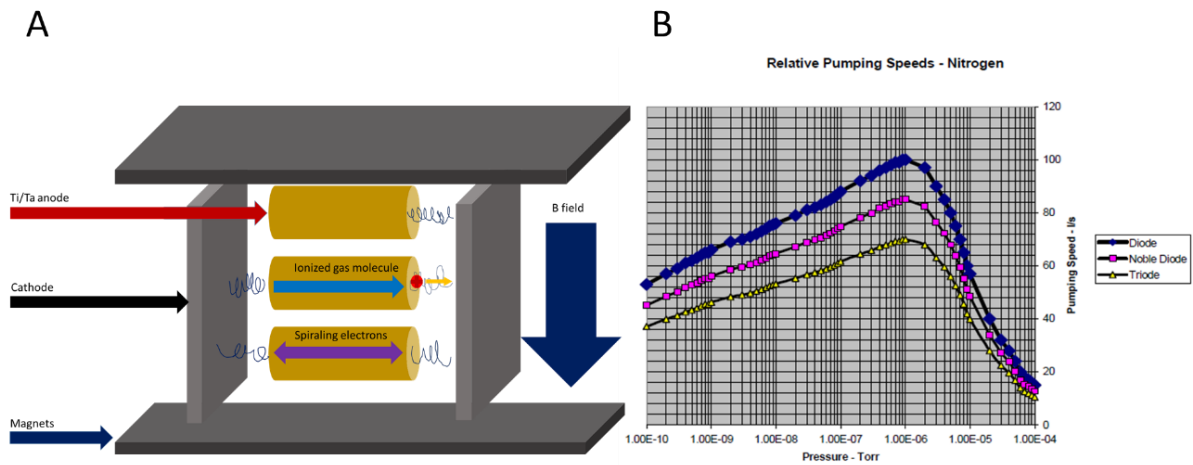 A
Ti/Ta anode
Ionized gas molecule
B field
Cathode
Spiraling electrons
Magnets
B
Relative Pumping Speeds - Nitrogen
120
100
80
60
40
20
0
Pumping Speed - l/s
Diode
Noble Diode
Triode
1.00E-10 1.00E-09 1.00E-08 1.00E-07 1.00E-06 1.00E-05 1.00E-04
Pressure - Torr